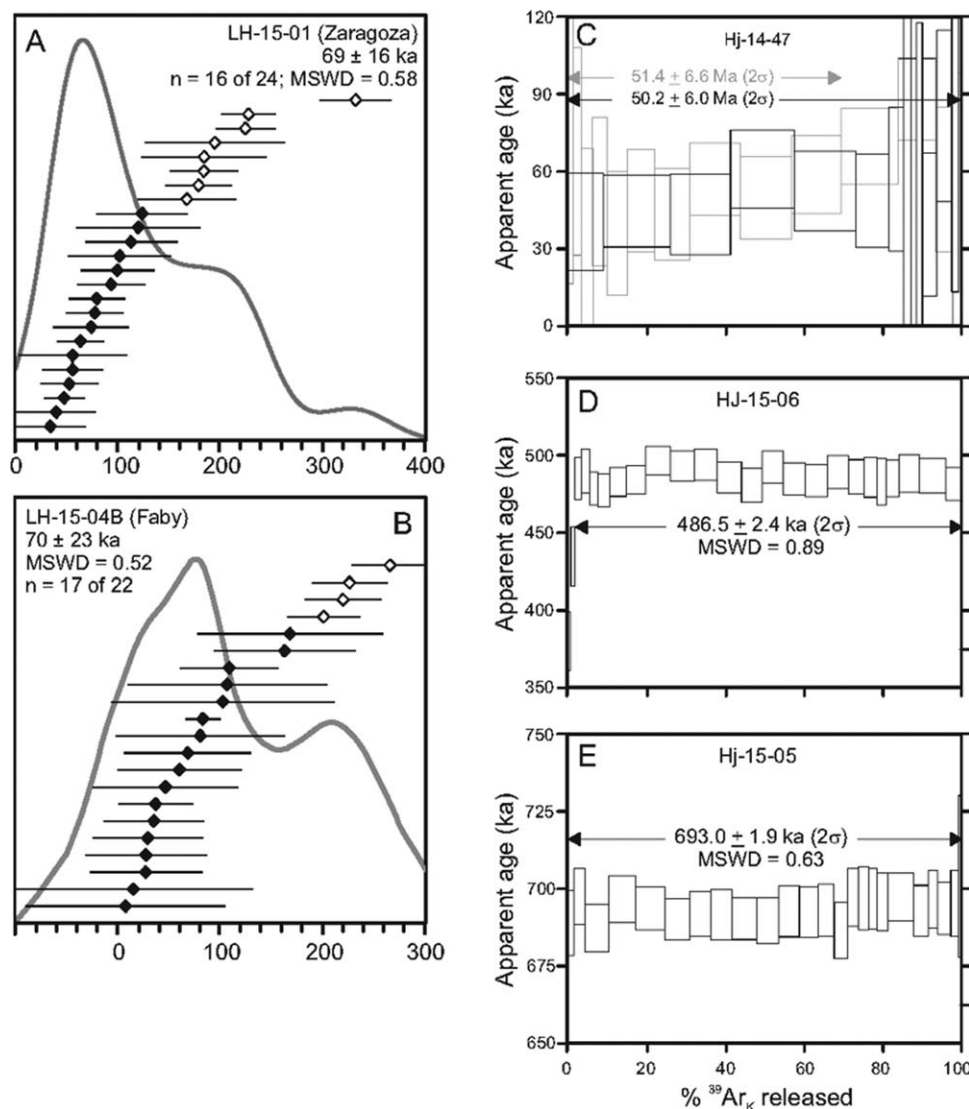 A
LH-15-01 (Zaragoza)
69 ± 16 ka
n = 16 of 24; MSWD = 0.58
0 100 200 300 400
LH-15-04B (Faby)
B
70 ± 23 ka
MSWD = 0.52
n = 17 of 22
0 100 200 300
C
Hj-14-47
51.4 ± 6.6 Ma (2σ)
50.2 ± 6.0 Ma (2σ)
Apparent age (ka)
120
90
60
30
0
D
HJ-15-06
486.5 ± 2.4 ka (2σ)
MSWD = 0.89
Apparent age (ka)
550
500
450
400
350
E
Hj-15-05
693.0 ± 1.9 ka (2σ)
MSWD = 0.63
Apparent age (ka)
750
725
700
675
650
0 20 40 60 80 100
% ³⁹Arₖ released